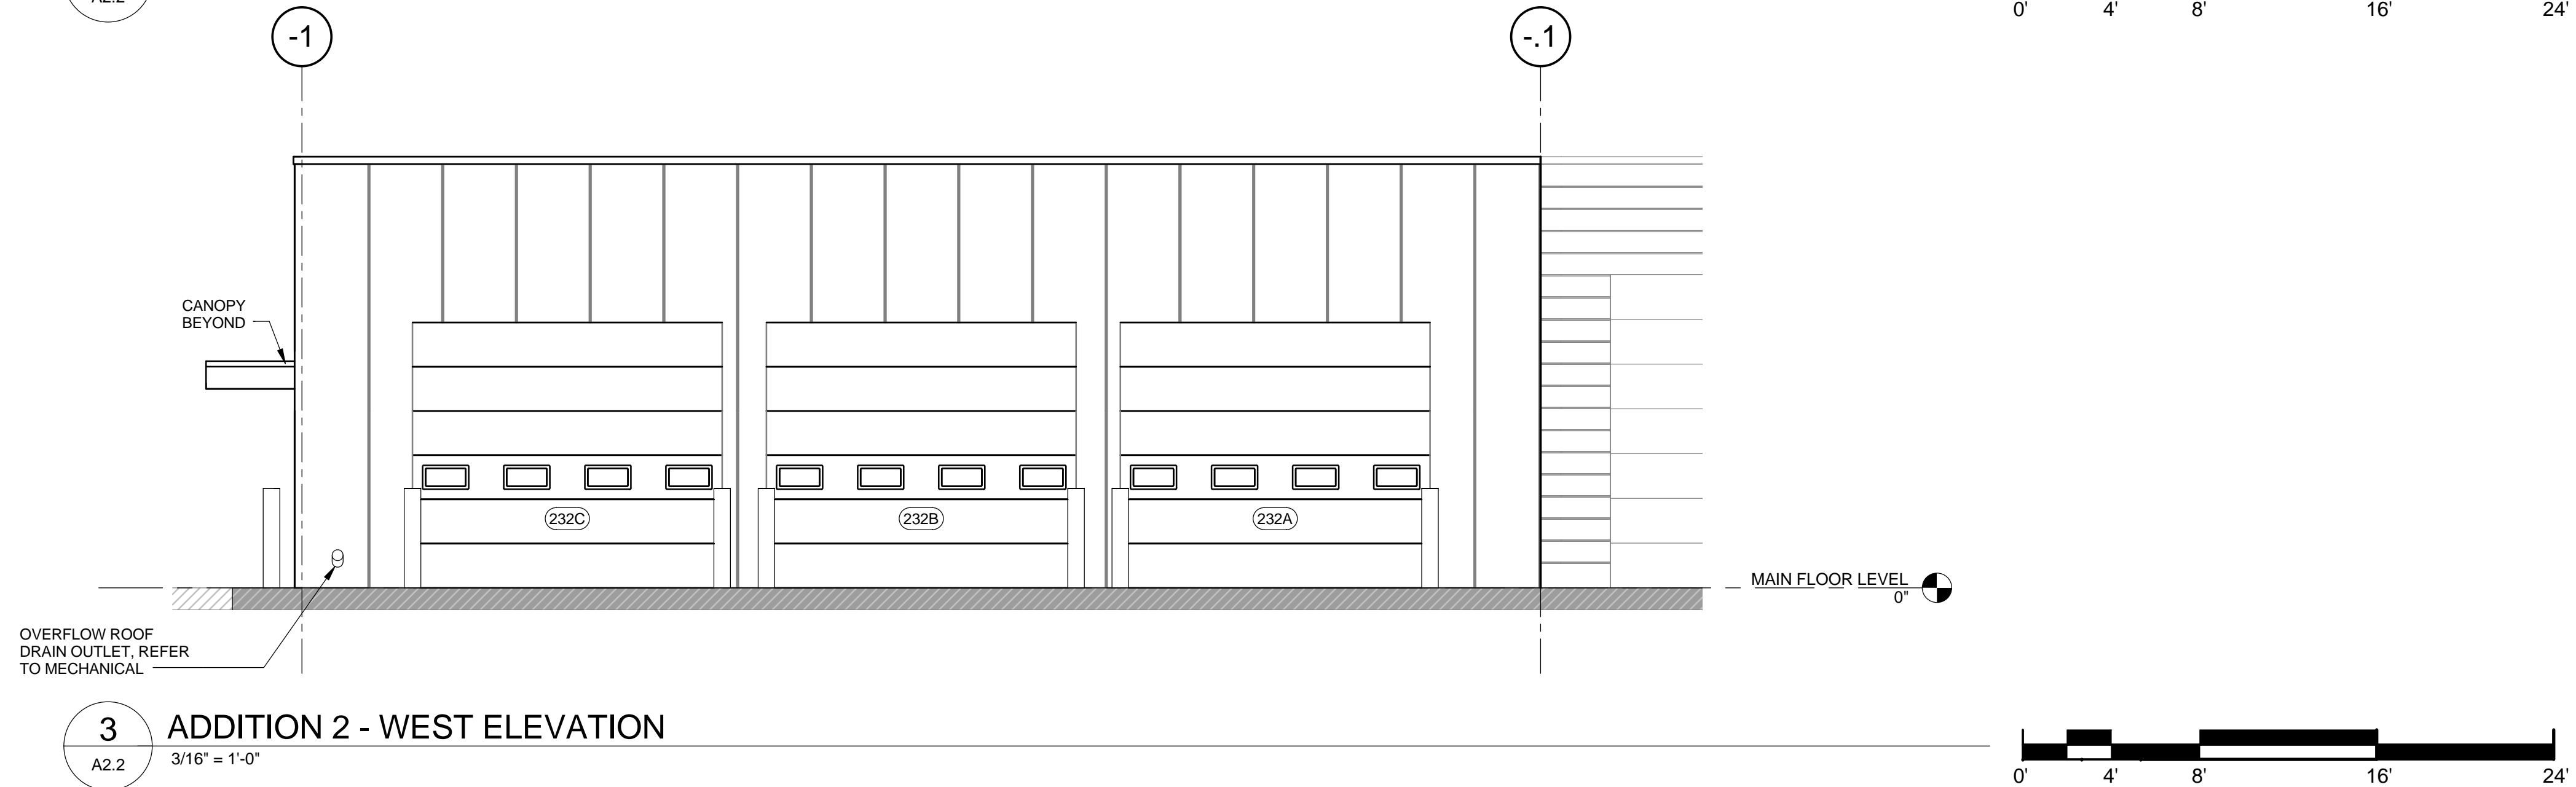 A2.2
0' 4' 8' 16' 24'
-1
-.1
CANOPY
BEYOND
232C
232B
232A
MAIN FLOOR LEVEL
0"
OVERFLOW ROOF
DRAIN OUTLET, REFER
TO MECHANICAL
3
ADDITION 2 - WEST ELEVATION
A2.2
3/16" = 1'-0"
0' 4' 8' 16' 24'